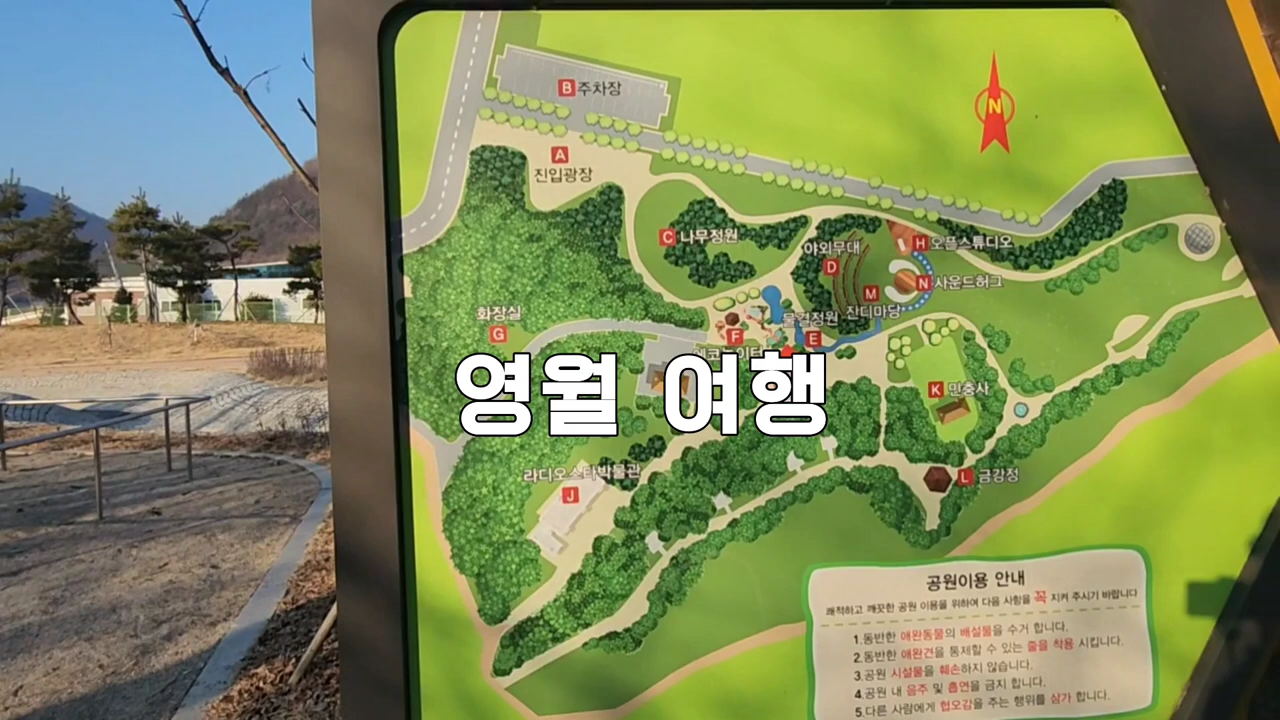 B 주차장
A
진입광장
N
C 나무정원
야외무대
D
H 오픈스튜디오
N 사운드허그
M
잔디마당
화장실
G
물결정원
F
E
영월 여행
K 민충사
라디오스타박물관
J
L 금강정
공원이용 안내
쾌적하고 깨끗한 공원 이용을 위하여 다음 사항을 꼭 지켜 주시기 바랍니다
1.동반한 애완동물의 배설물을 수거 합니다.
2.동반한 애완견을 통제할 수 있는 줄을 착용 시킵니다.
3.공원 시설물을 훼손하지 않습니다.
4.공원 내 음주 및 흡연을 금지 합니다.
5.다른 사람에게 혐오감을 주는 행위를 삼가 합니다.